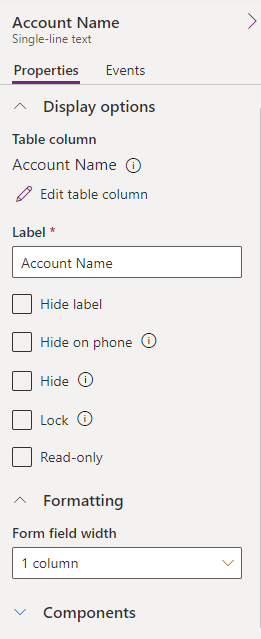 Account Name
Single-line text
Properties Events
Display options
Table column
Account Name
Edit table column
Label *
Account Name
Hide label
Hide on phone
Hide
Lock
Read-only
Formatting
Form field width
1 column
Components